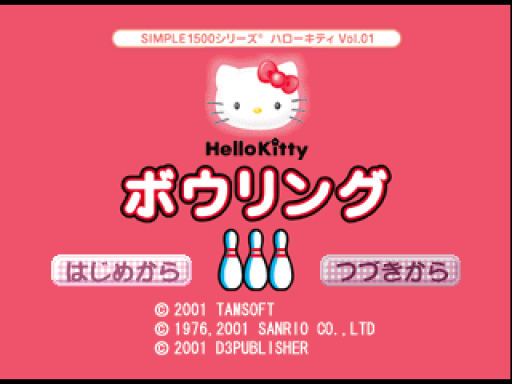 SIMPLE1500シリーズ® ハローキティ Vol.01
HelloKitty
ボウリング
はじめから
つづきから
© 2001 TAMSOFT
© 1976,2001 SANRIO CO.,LTD
© 2001 D3PUBLISHER